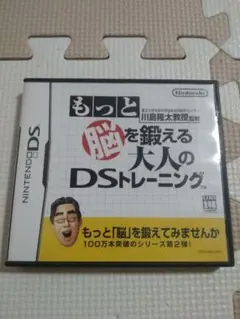 NINTENDO DS
Nintendo
もっと
川島隆太教授監修
脳を鍛える
大人の
DSトレーニング
もっと「脳」を鍛えてみませんか
100万本突破のシリーズ第2弾!